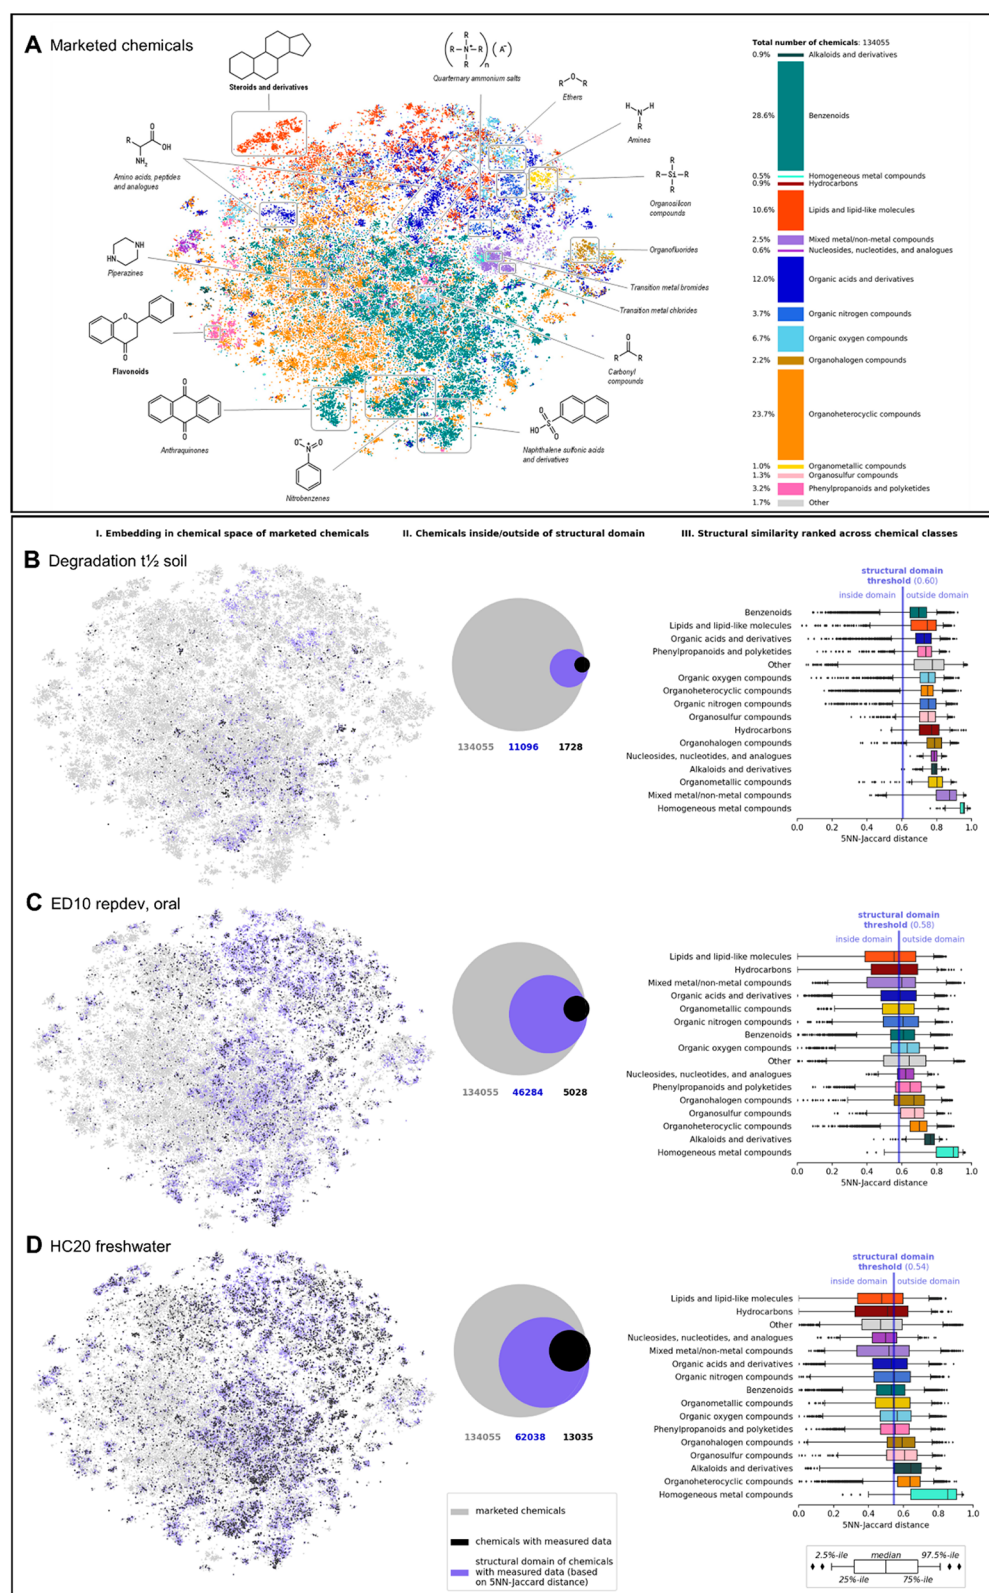 A Marketed chemicals
Steroids and derivatives
R
R–N+–R
R
n
(A-)
Quarternary ammonium salts
R O R
Ethers
H H
N
R
Amines
R
R–Si–R
R
Organosilicon
compounds
O
R OH
NH2
Amino acids, peptides
and analogues
NH
HN
Piperazines
O
O
Flavonoids
O
O
Anthraquinones
O- O
N+
Nitrobenzenes
O
S
HO O
Naphthalene sulfonic acids
and derivatives
O
R R
Carbonyl
compounds
Organofluorides
Transition metal bromides
Transition metal chlorides
Total number of chemicals: 134055
0.9% Alkaloids and derivatives
28.6% Benzenoids
0.5% Homogeneous metal compounds
0.9% Hydrocarbons
10.6% Lipids and lipid-like molecules
2.5% Mixed metal/non-metal compounds
0.6% Nucleosides, nucleotides, and analogues
12.0% Organic acids and derivatives
3.7% Organic nitrogen compounds
6.7% Organic oxygen compounds
2.2% Organohalogen compounds
23.7% Organoheterocyclic compounds
1.0% Organometallic compounds
1.3% Organosulfur compounds
3.2% Phenylpropanoids and polyketides
1.7% Other
I. Embedding in chemical space of marketed chemicals
II. Chemicals inside/outside of structural domain
III. Structural similarity ranked across chemical classes
B Degradation t½ soil
134055 11096 1728
structural domain
threshold (0.60)
inside domain outside domain
Benzenoids
Lipids and lipid-like molecules
Organic acids and derivatives
Phenylpropanoids and polyketides
Other
Organic oxygen compounds
Organoheterocyclic compounds
Organic nitrogen compounds
Organosulfur compounds
Hydrocarbons
Organohalogen compounds
Nucleosides, nucleotides, and analogues
Alkaloids and derivatives
Organometallic compounds
Mixed metal/non-metal compounds
Homogeneous metal compounds
0.0 0.2 0.4 0.6 0.8 1.0
5NN-Jaccard distance
C ED10 repdev, oral
134055 46284 5028
structural domain
threshold (0.58)
inside domain outside domain
Lipids and lipid-like molecules
Hydrocarbons
Mixed metal/non-metal compounds
Organic acids and derivatives
Organometallic compounds
Organic nitrogen compounds
Benzenoids
Organic oxygen compounds
Other
Nucleosides, nucleotides, and analogues
Phenylpropanoids and polyketides
Organohalogen compounds
Organosulfur compounds
Organoheterocyclic compounds
Alkaloids and derivatives
Homogeneous metal compounds
0.0 0.2 0.4 0.6 0.8 1.0
5NN-Jaccard distance
D HC20 freshwater
134055 62038 13035
structural domain
threshold (0.54)
inside domain outside domain
Lipids and lipid-like molecules
Hydrocarbons
Other
Nucleosides, nucleotides, and analogues
Mixed metal/non-metal compounds
Organic acids and derivatives
Organic nitrogen compounds
Benzenoids
Organometallic compounds
Organic oxygen compounds
Phenylpropanoids and polyketides
Organohalogen compounds
Organosulfur compounds
Alkaloids and derivatives
Organoheterocyclic compounds
Homogeneous metal compounds
0.0 0.2 0.4 0.6 0.8 1.0
5NN-Jaccard distance
marketed chemicals
chemicals with measured data
structural domain of chemicals
with measured data (based
on 5NN-Jaccard distance)
2.5%-ile median 97.5%-ile
25%-ile 75%-ile